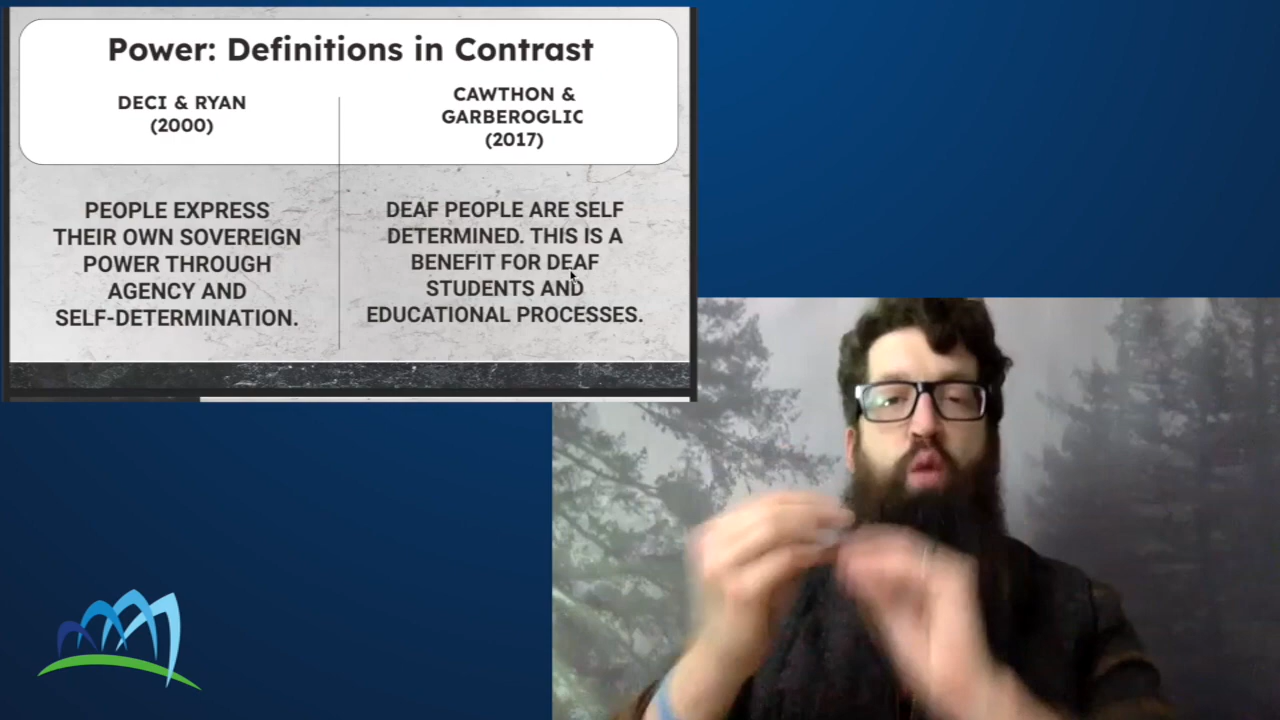 Power: Definitions in Contrast
DECI & RYAN
(2000)
CAWTHON &
GARBEROGLIC
(2017)
PEOPLE EXPRESS
THEIR OWN SOVEREIGN
POWER THROUGH
AGENCY AND
SELF-DETERMINATION.
DEAF PEOPLE ARE SELF
DETERMINED. THIS IS A
BENEFIT FOR DEAF
STUDENTS AND
EDUCATIONAL PROCESSES.